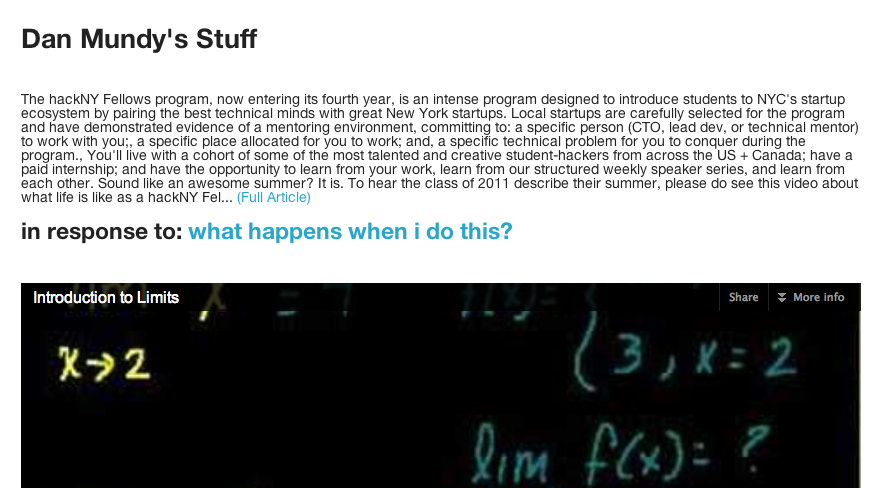 Dan Mundy's Stuff
The hackNY Fellows program, now entering its fourth year, is an intense program designed to introduce students to NYC's startup
ecosystem by pairing the best technical minds with great New York startups. Local startups are carefully selected for the program
and have demonstrated evidence of a mentoring environment, committing to: a specific person (CTO, lead dev, or technical mentor)
to work with you;, a specific place allocated for you to work; and, a specific technical problem for you to conquer during the
program., You'll live with a cohort of some of the most talented and creative student-hackers from across the US + Canada; have a
paid internship; and have the opportunity to learn from your work, learn from our structured weekly speaker series, and learn from
each other. Sound like an awesome summer? It is. To hear the class of 2011 describe their summer, please do see this video about
what life is like as a hackNY Fel... (Full Article)
in response to: what happens when i do this?
Introduction to Limits Share More info
x→2 { 3, x = 2
lim f(x) = ?